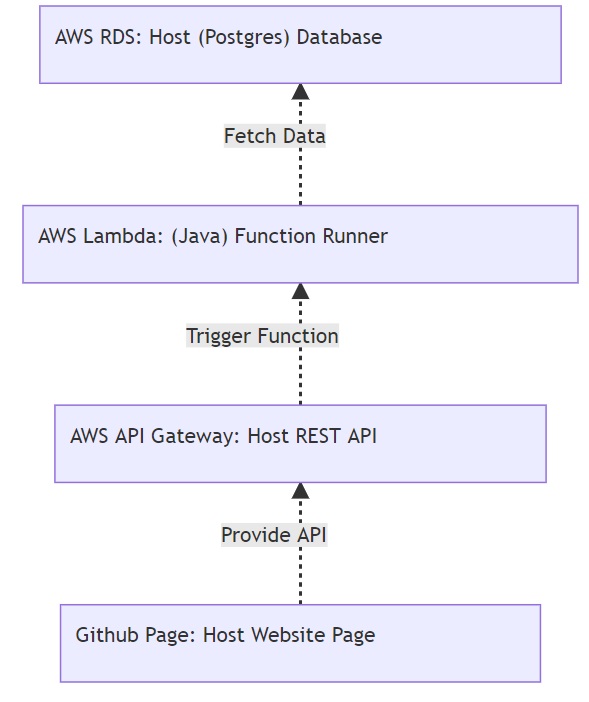 AWS RDS: Host (Postgres) Database
Fetch Data
AWS Lambda: (Java) Function Runner
Trigger Function
AWS API Gateway: Host REST API
Provide API
Github Page: Host Website Page